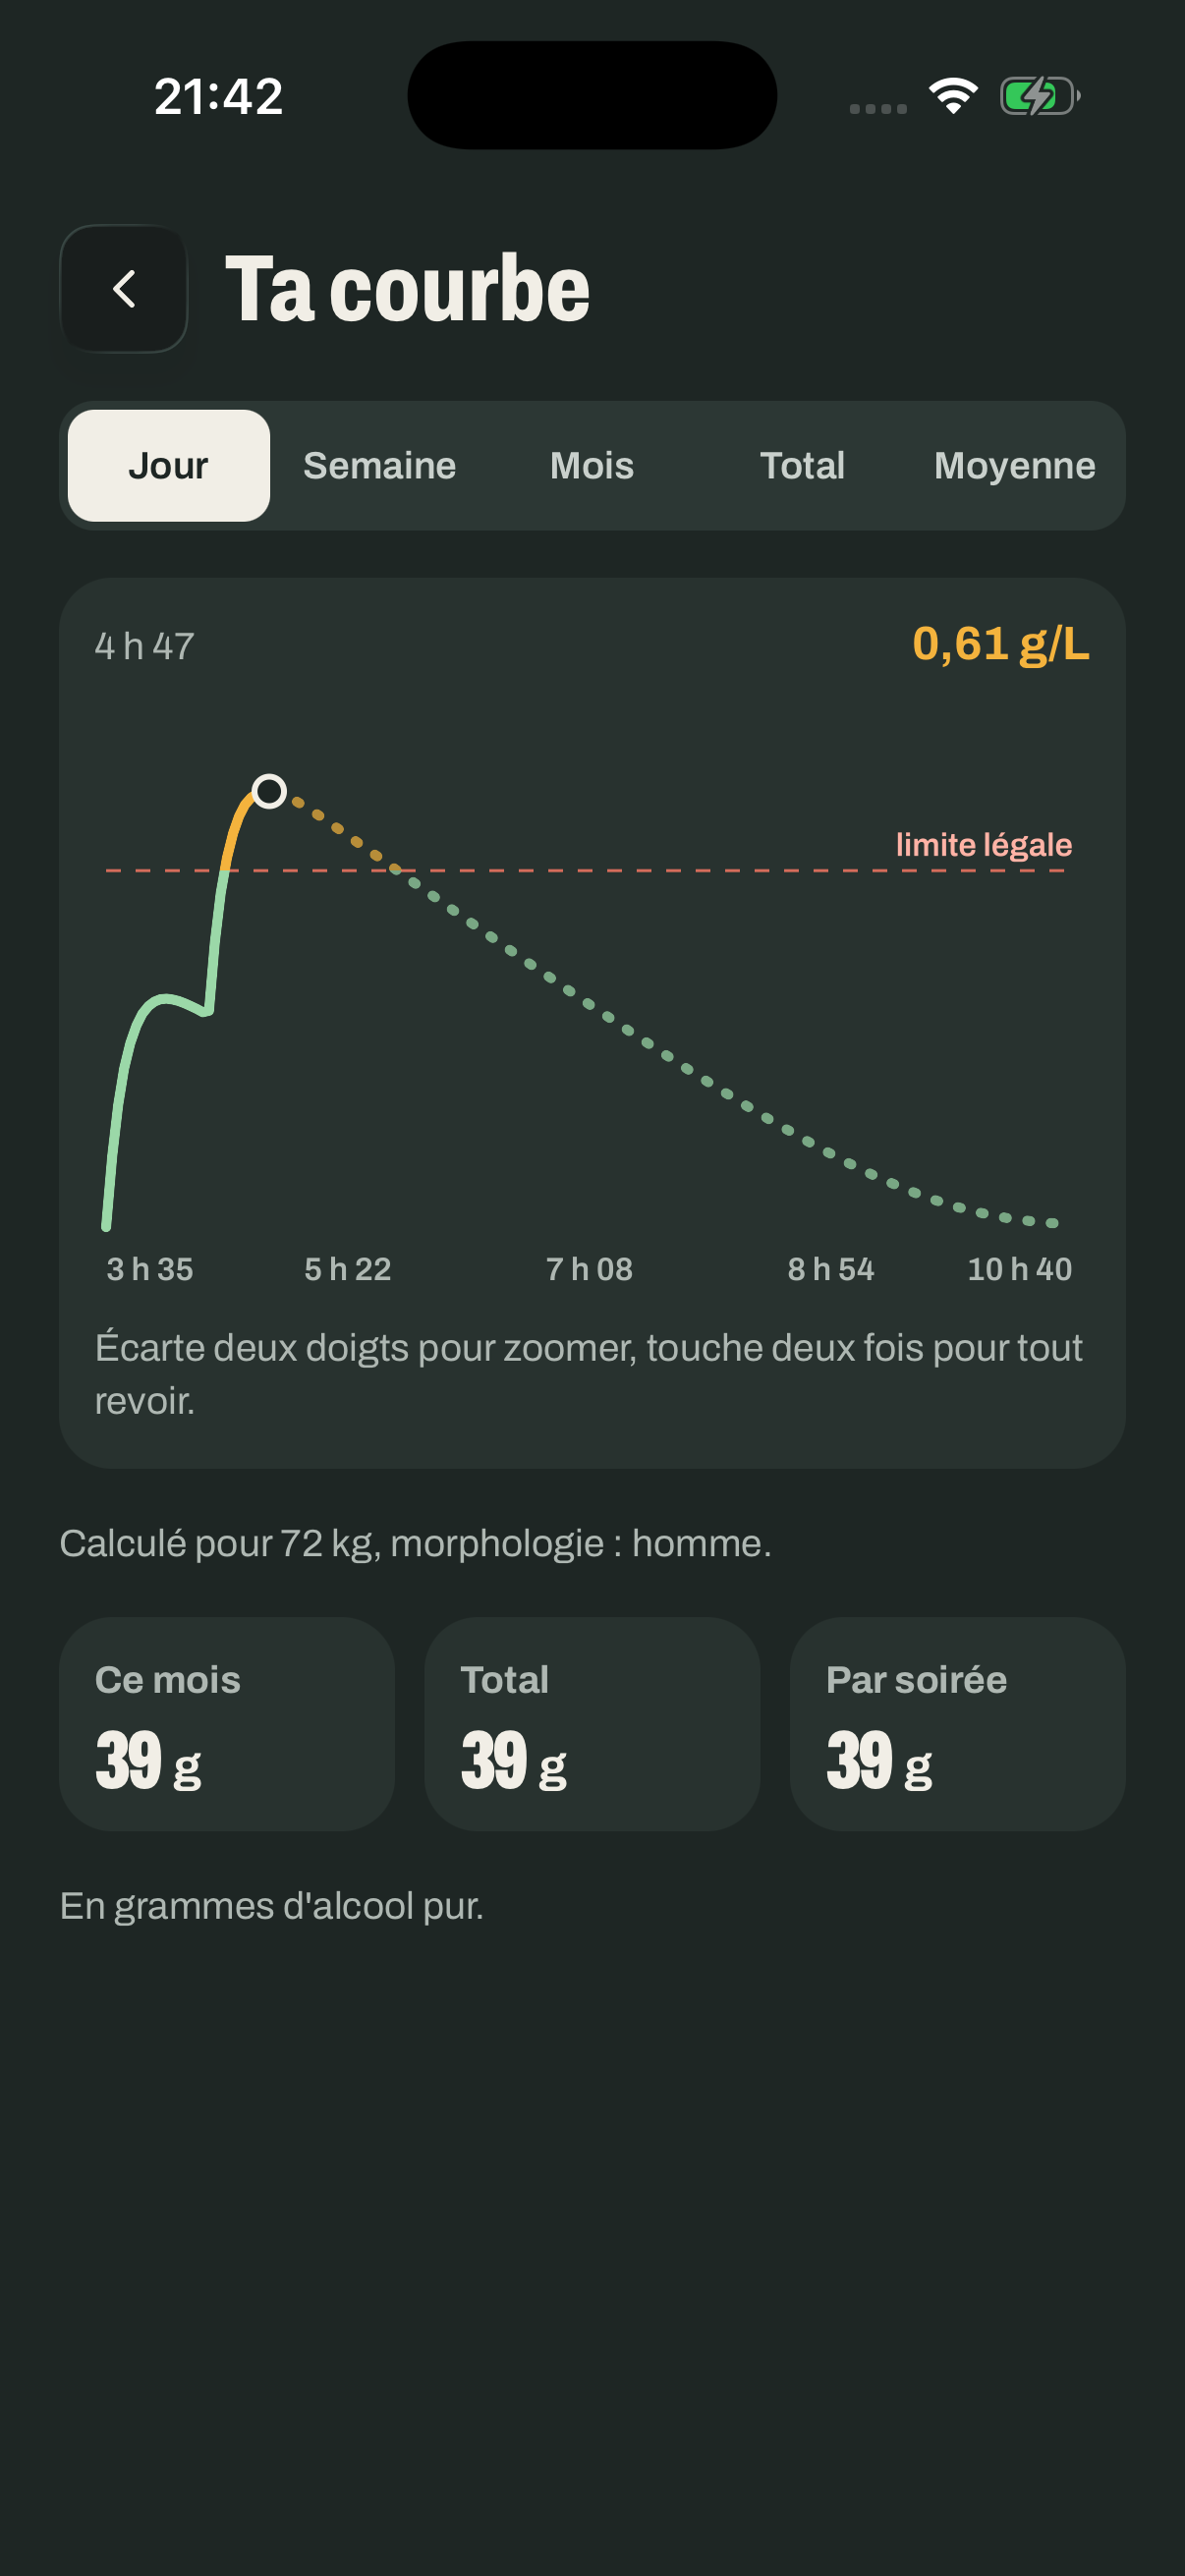 21:42
Ta courbe
Jour Semaine Mois Total Moyenne
4 h 47 0,61 g/L
limite légale
3 h 35 5 h 22 7 h 08 8 h 54 10 h 40
Écarte deux doigts pour zoomer, touche deux fois pour tout
revoir.
Calculé pour 72 kg, morphologie : homme.
Ce mois Total Par soirée
39 g 39 g 39 g
En grammes d'alcool pur.